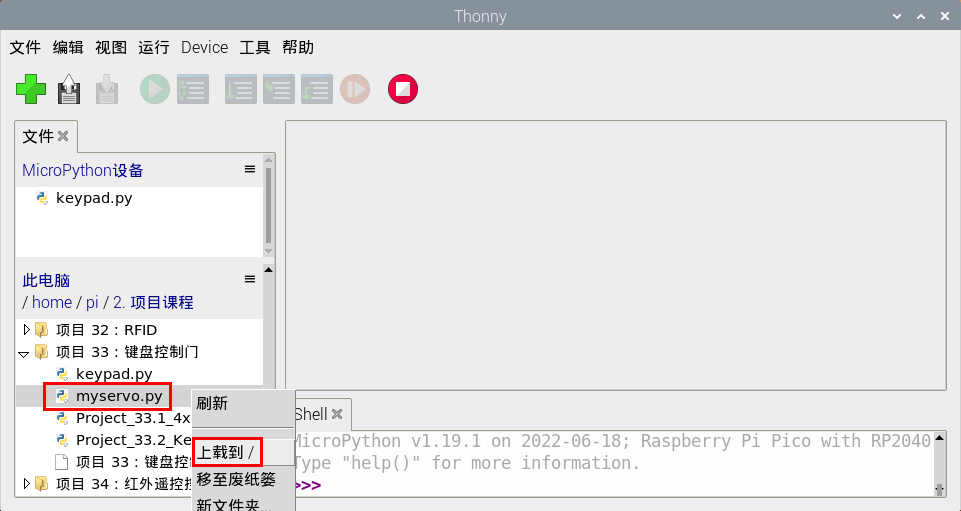 Thonny
文件 编辑 视图 运行 Device 工具 帮助
文件
MicroPython设备
keypad.py
此电脑
/ home / pi / 2. 项目课程
项目 32：RFID
项目 33：键盘控制门
keypad.py
myservo.py
Project_33.1_4x
Project_33.2_Ke
项目 33：键盘控
项目 34：红外遥控
刷新
上载到 /
移至废纸篓
新文件夹...
Shell
MicroPython v1.19.1 on 2022-06-18; Raspberry Pi Pico with RP2040
Type "help()" for more information.
>>>